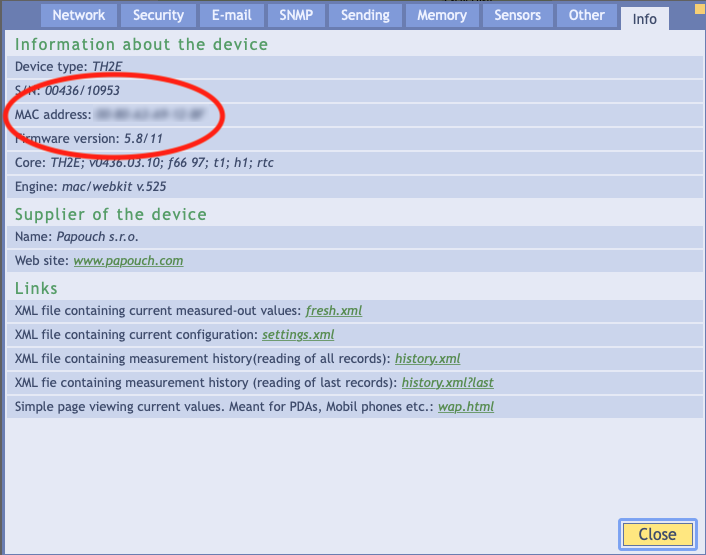 Network Security E-mail SNMP Sending Memory Sensors Other Info
Information about the device
Device type: TH2E
S/N: 00436/10953
MAC address:
Firmware version: 5.8/11
Core: TH2E; v0436.03.10; f66 97; t1; h1; rtc
Engine: mac/webkit v.525
Supplier of the device
Name: Papouch s.r.o.
Web site: www.papouch.com
Links
XML file containing current measured-out values: fresh.xml
XML file containing current configuration: settings.xml
XML file containing measurement history(reading of all records): history.xml
XML fie containing measurement history (reading of last records): history.xml?last
Simple page viewing current values. Meant for PDAs, Mobil phones etc.: wap.html
Close